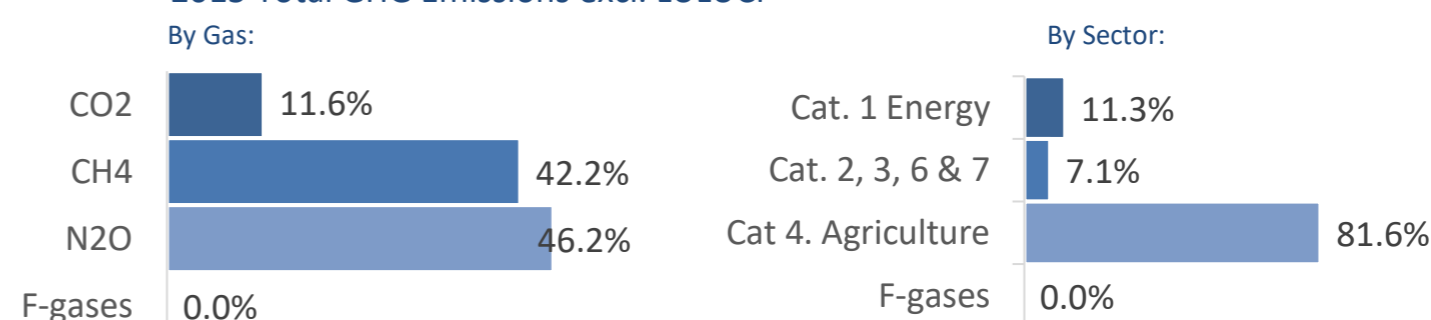 By Gas:
CO2 11.6%
CH4 42.2%
N2O 46.2%
F-gases 0.0%
By Sector:
Cat. 1 Energy 11.3%
Cat. 2, 3, 6 & 7 7.1%
Cat 4. Agriculture 81.6%
F-gases 0.0%